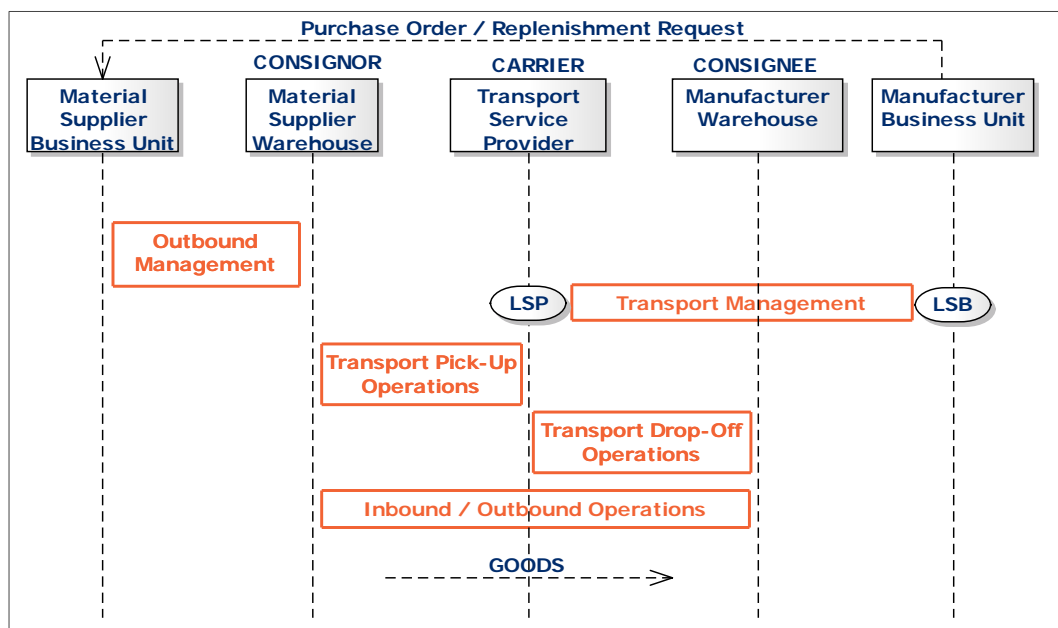 Purchase Order / Replenishment Request
CONSIGNOR
CARRIER
CONSIGNEE
Material
Supplier
Business Unit
Material
Supplier
Warehouse
Transport
Service
Provider
Manufacturer
Warehouse
Manufacturer
Business Unit
Outbound
Management
LSP
Transport Management
LSB
Transport Pick-Up
Operations
Transport Drop-Off
Operations
Inbound / Outbound Operations
GOODS